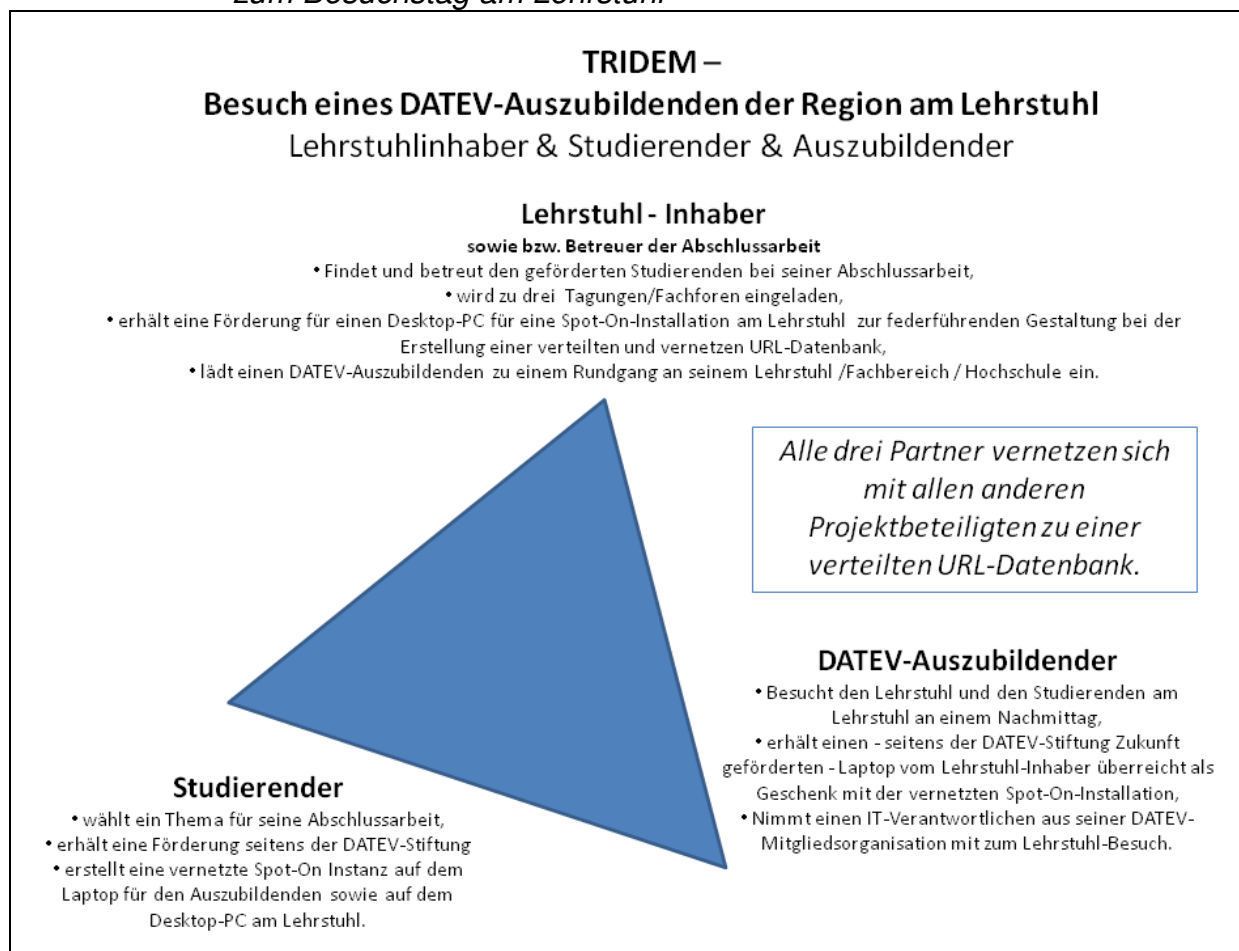 zum Besuchstag am Lehrstuhl
TRIDEM –
Besuch eines DATEV-Auszubildenden der Region am Lehrstuhl
Lehrstuhlinhaber & Studierender & Auszubildender
Lehrstuhl - Inhaber
sowie bzw. Betreuer der Abschlussarbeit
• Findet und betreut den geförderten Studierenden bei seiner Abschlussarbeit,
• wird zu drei Tagungen/Fachforen eingeladen,
• erhält eine Förderung für einen Desktop-PC für eine Spot-On-Installation am Lehrstuhl zur federführenden Gestaltung bei der
Erstellung einer verteilten und vernetzen URL-Datenbank,
• lädt einen DATEV-Auszubildenden zu einem Rundgang an seinem Lehrstuhl /Fachbereich / Hochschule ein.
Alle drei Partner vernetzen sich
mit allen anderen
Projektbeteiligten zu einer
verteilten URL-Datenbank.
DATEV-Auszubildender
• Besucht den Lehrstuhl und den Studierenden am
Lehrstuhl an einem Nachmittag,
• erhält einen - seitens der DATEV-Stiftung Zukunft
geförderten - Laptop vom Lehrstuhl-Inhaber überreicht als
Geschenk mit der vernetzten Spot-On-Installation,
• Nimmt einen IT-Verantwortlichen aus seiner DATEV-
Mitgliedsorganisation mit zum Lehrstuhl-Besuch.
Studierender
• wählt ein Thema für seine Abschlussarbeit,
• erhält eine Förderung seitens der DATEV-Stiftung
• erstellt eine vernetzte Spot-On Instanz auf dem
Laptop für den Auszubildenden sowie auf dem
Desktop-PC am Lehrstuhl.